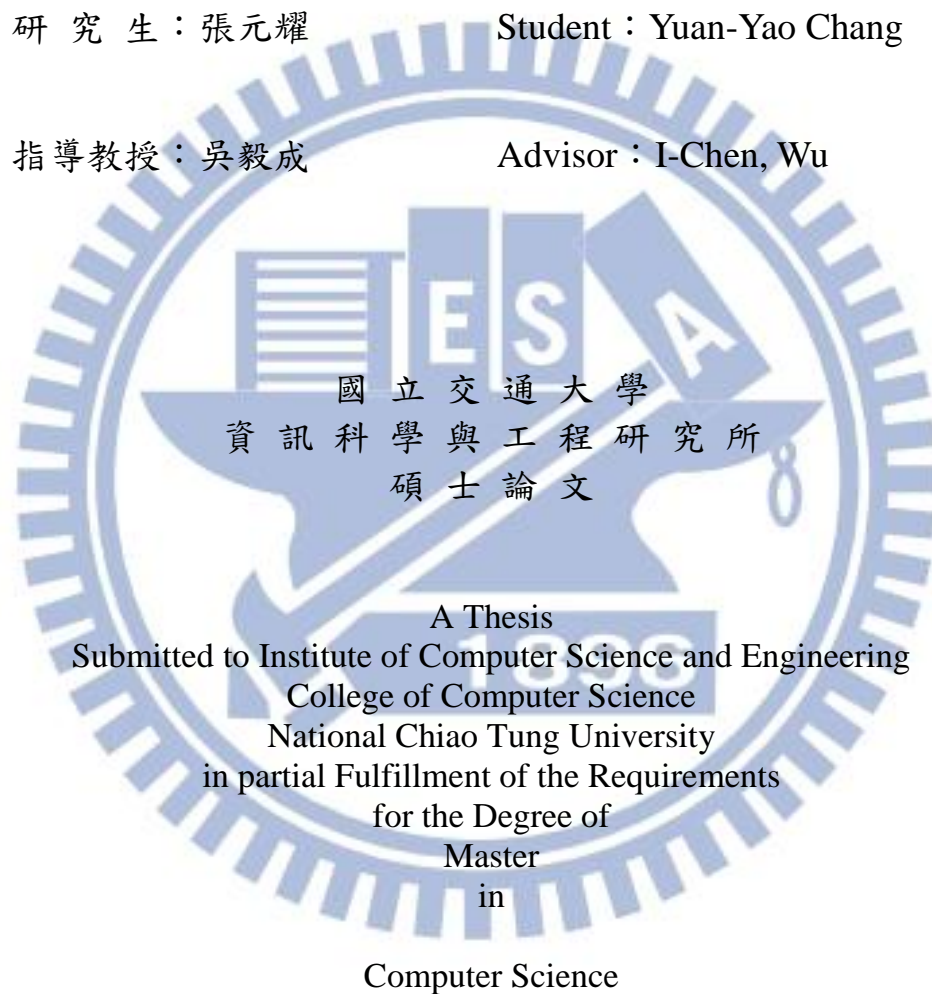 研 究 生：張元耀 Student：Yuan-Yao Chang
指導教授：吳毅成 Advisor：I-Chen, Wu
E S A
國 立 交 通 大 學
資 訊 科 學 與 工 程 研 究 所
碩 士 論 文
A Thesis
Submitted to Institute of Computer Science and Engineering
1896
College of Computer Science
National Chiao Tung University
in partial Fulfillment of the Requirements
for the Degree of
Master
in
Computer Science